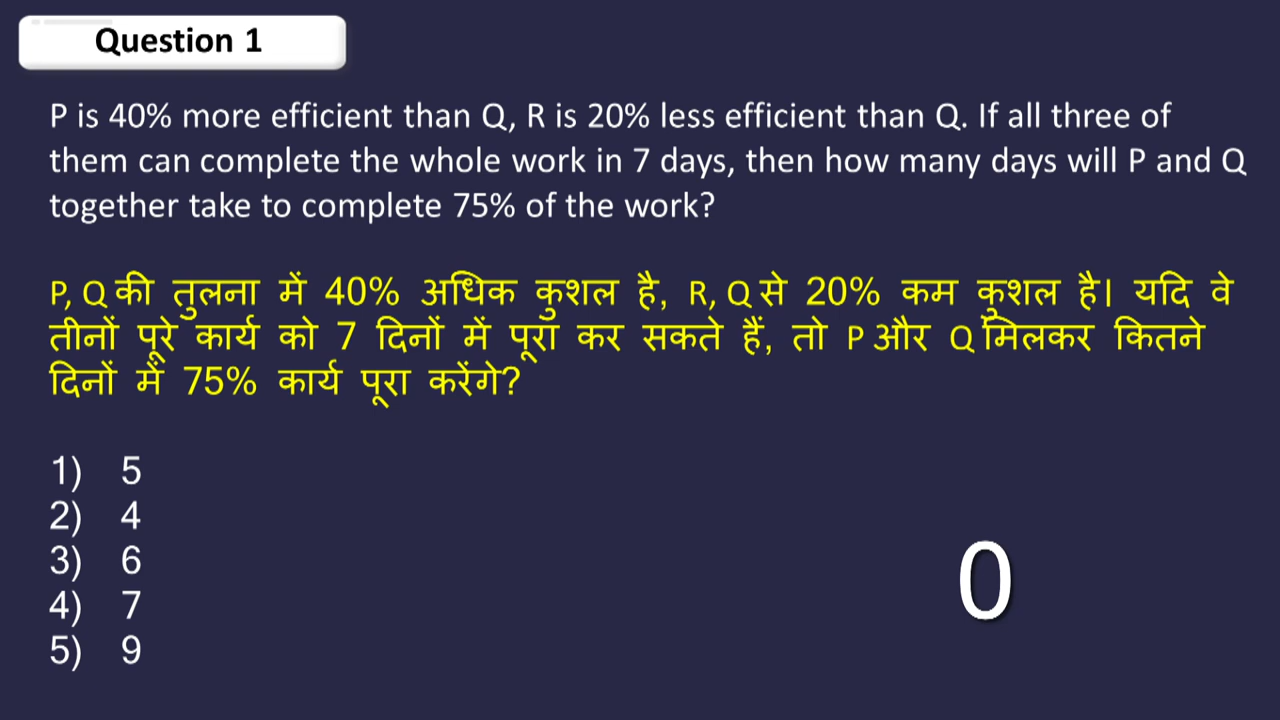 Question 1
P is 40% more efficient than Q, R is 20% less efficient than Q. If all three of
them can complete the whole work in 7 days, then how many days will P and Q
together take to complete 75% of the work?
P, Q की तुलना में 40% अधिक कुशल है, R, Q से 20% कम कुशल है। यदि वे
तीनों पूरे कार्य को 7 दिनों में पूरा कर सकते हैं, तो P और Q मिलकर कितने
दिनों में 75% कार्य पूरा करेंगे?
1) 5
2) 4
3) 6
4) 7
5) 9
0